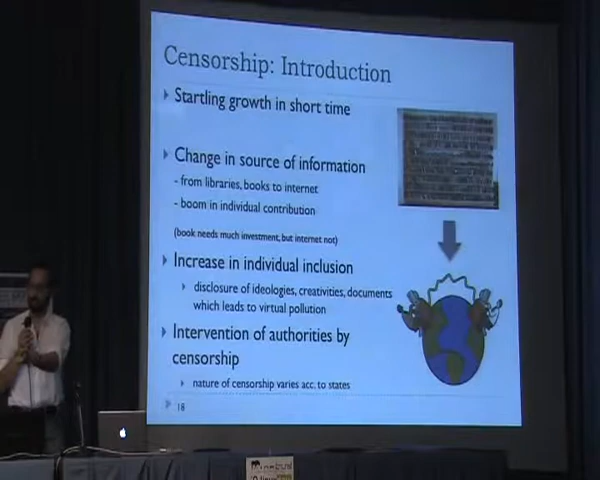 Censorship: Introduction
Startling growth in short time
Change in source of information
- from libraries, books to internet
- boom in individual contribution
(book needs much investment, but internet not)
Increase in individual inclusion
disclosure of ideologies, creativities, documents
which leads to virtual pollution
Intervention of authorities by
censorship
nature of censorship varies acc. to states
18